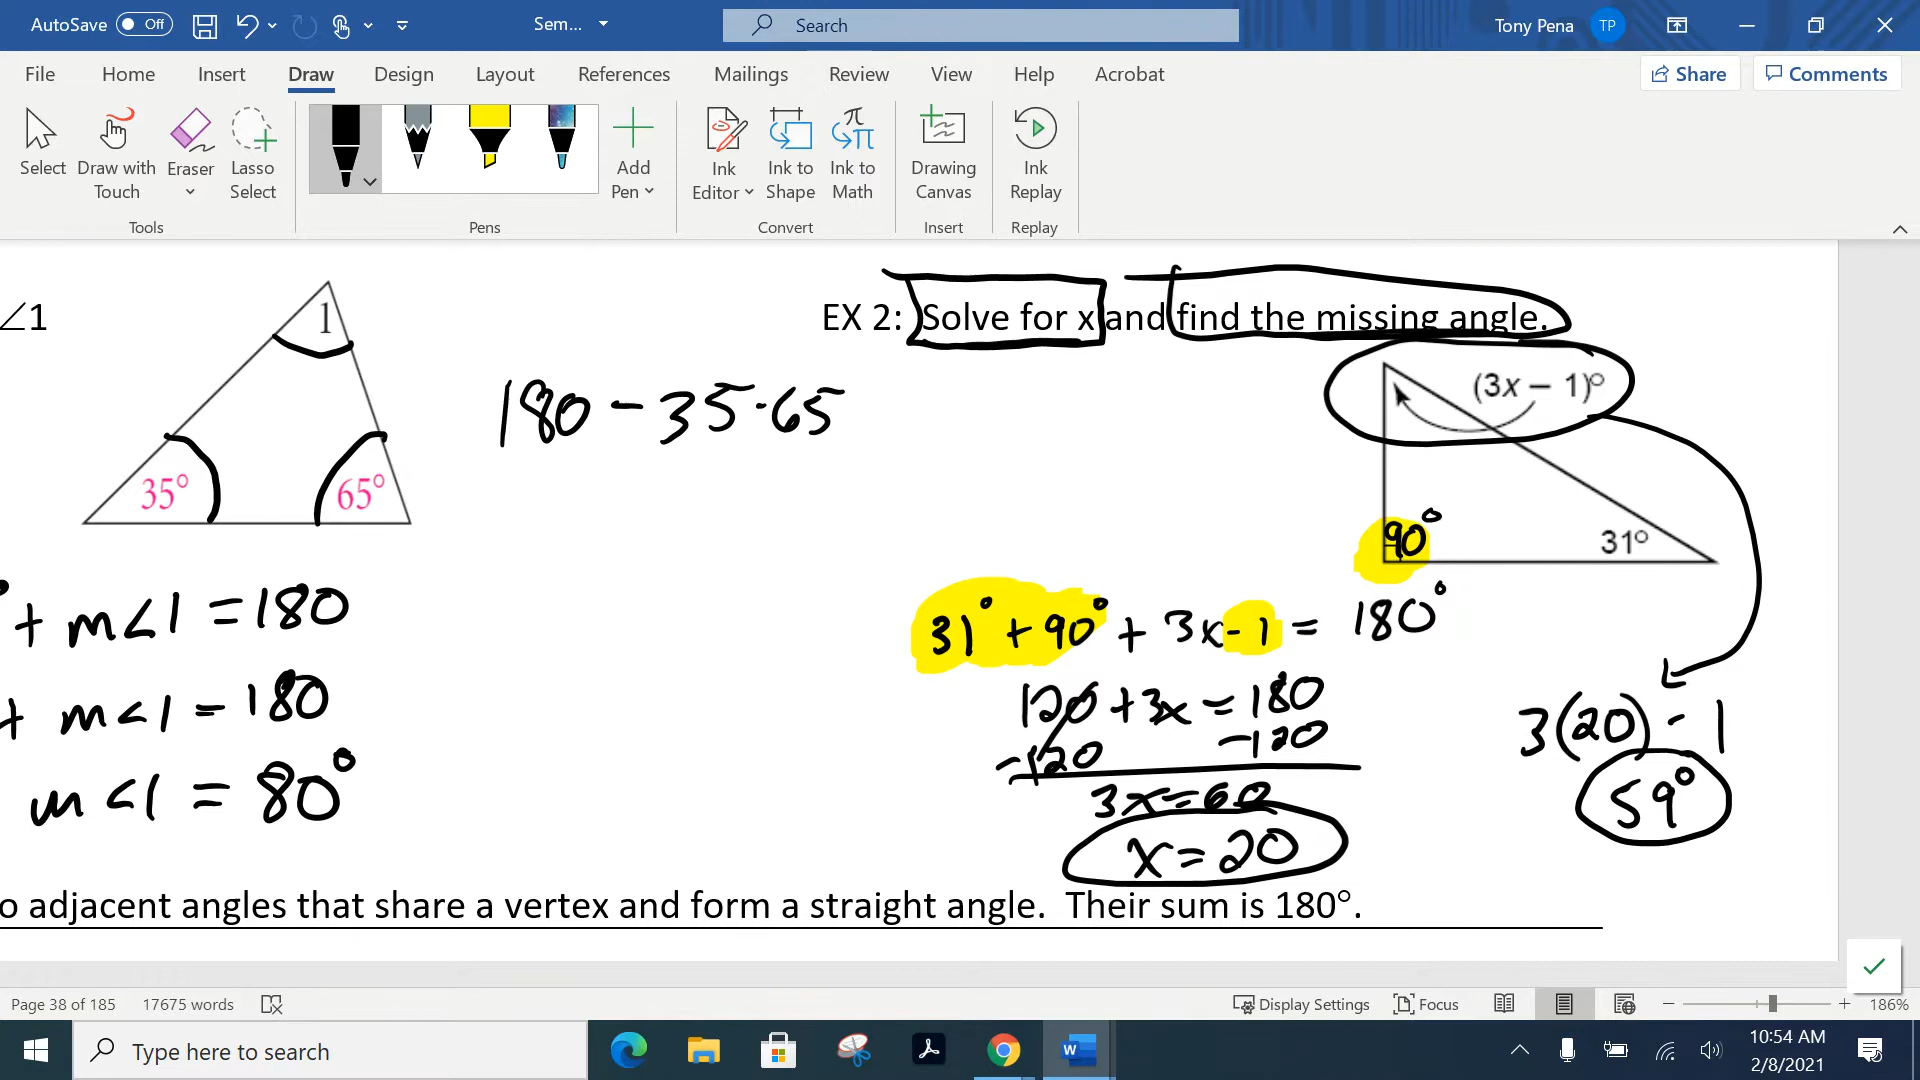 AutoSave Off Sem... Search Tony Pena TP
File Home Insert Draw Design Layout References Mailings Review View Help Acrobat Share Comments
Select Draw with Touch Eraser Lasso Select Add Pen Ink Editor Ink to Shape Ink to Math Drawing Canvas Ink Replay
Tools Pens Convert Insert Replay
∠1
1
35°
65°
180 - 35 - 65
+ m∠1 = 180
+ m∠1 = 180
m∠1 = 80°
EX 2: Solve for x and find the missing angle.
(3x – 1)°
90°
31°
31° + 90° + 3x - 1 = 180°
120 + 3x = 180
-120 -120
3x = 60
x = 20
3(20) - 1
59°
o adjacent angles that share a vertex and form a straight angle. Their sum is 180°.
Page 38 of 185 17675 words Display Settings Focus 186%
Type here to search 10:54 AM
2/8/2021